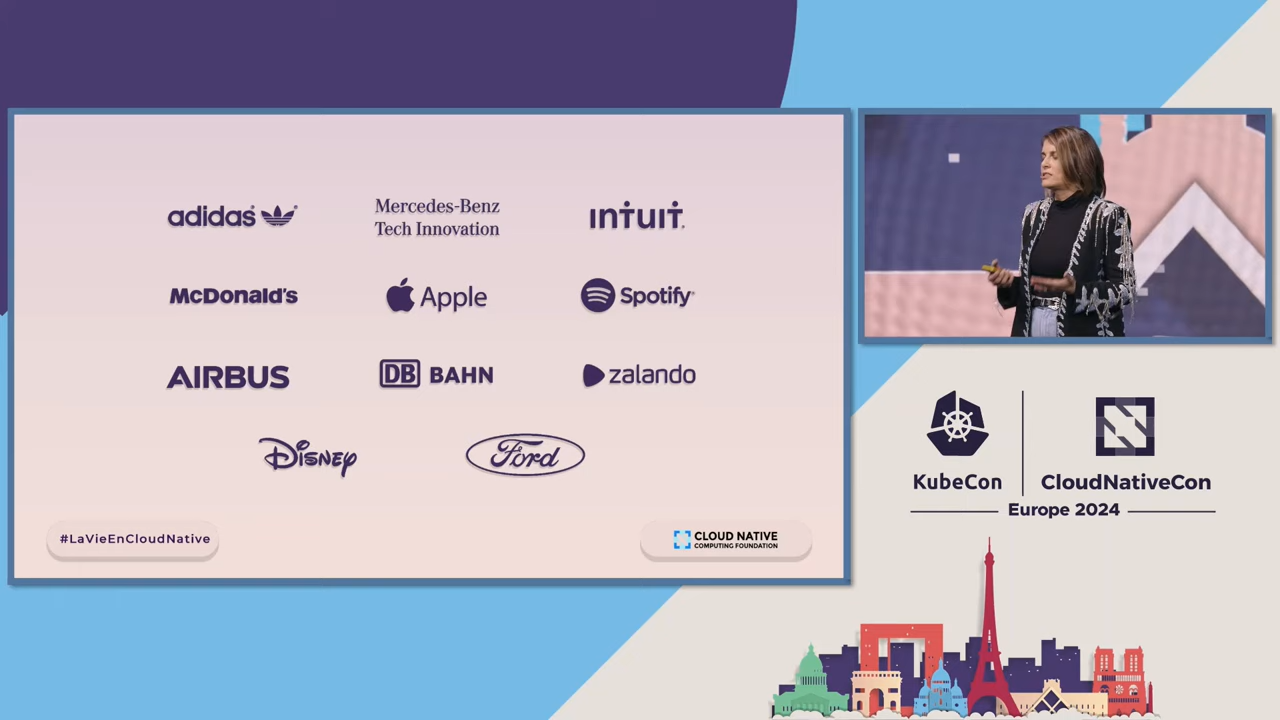 adidas
Mercedes-Benz
Tech Innovation
ıntuıt
McDonald's
Apple
Spotify
AIRBUS
DB BAHN
zalando
Disney
Ford
#LaVieEnCloudNative
CLOUD NATIVE
COMPUTING FOUNDATION
KubeCon
CloudNativeCon
Europe 2024